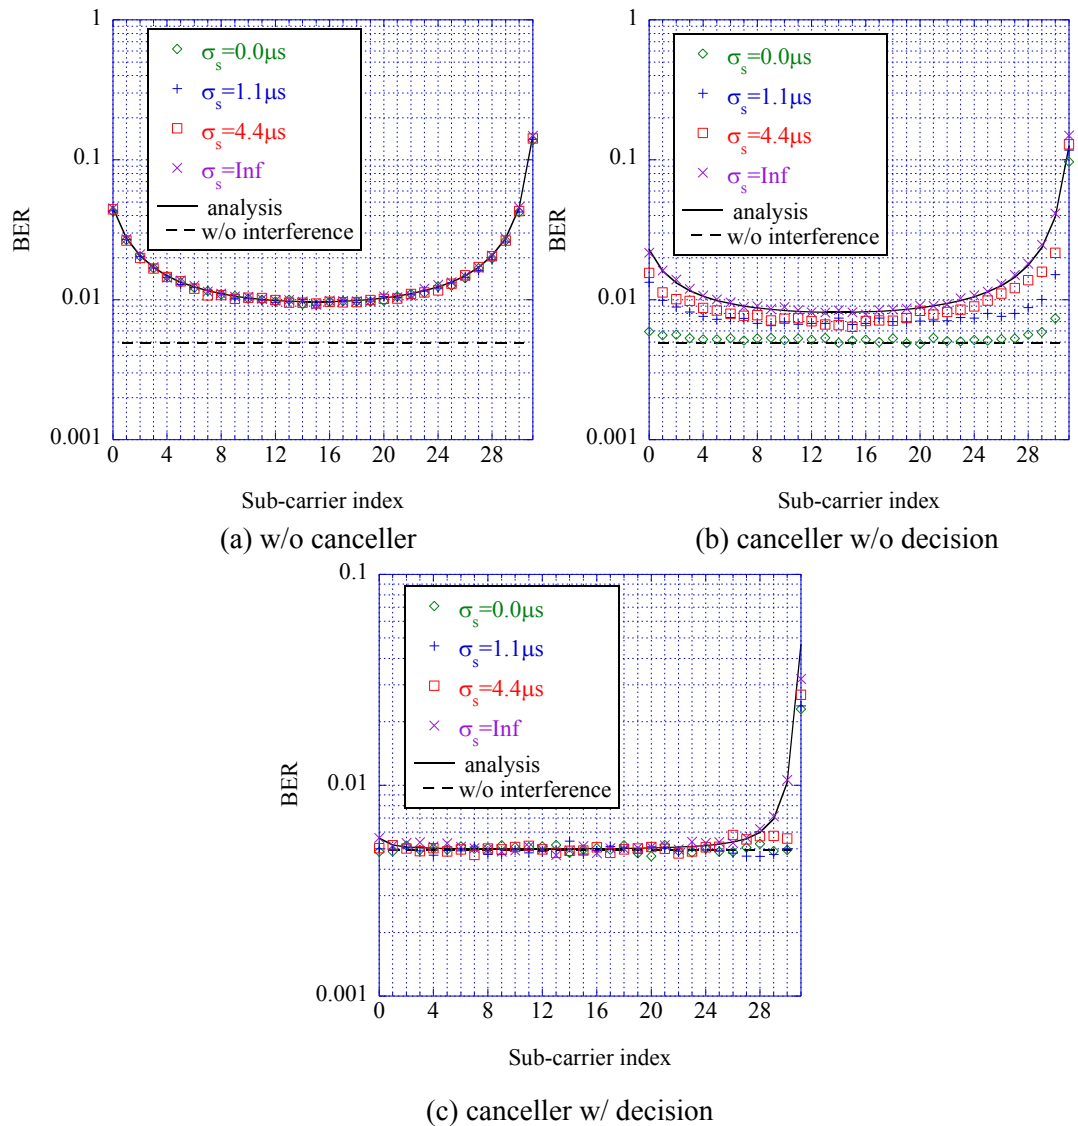 1
0.1
0.01
0.001
BER
σs=0.0μs
σs=1.1μs
σs=4.4μs
σs=Inf
analysis
w/o interference
0 4 8 12 16 20 24 28
Sub-carrier index
(a) w/o canceller
1
0.1
0.01
0.001
BER
σs=0.0μs
σs=1.1μs
σs=4.4μs
σs=Inf
analysis
w/o interference
0 4 8 12 16 20 24 28
Sub-carrier index
(b) canceller w/o decision
0.1
0.01
0.001
BER
σs=0.0μs
σs=1.1μs
σs=4.4μs
σs=Inf
analysis
w/o interference
0 4 8 12 16 20 24 28
Sub-carrier index
(c) canceller w/ decision